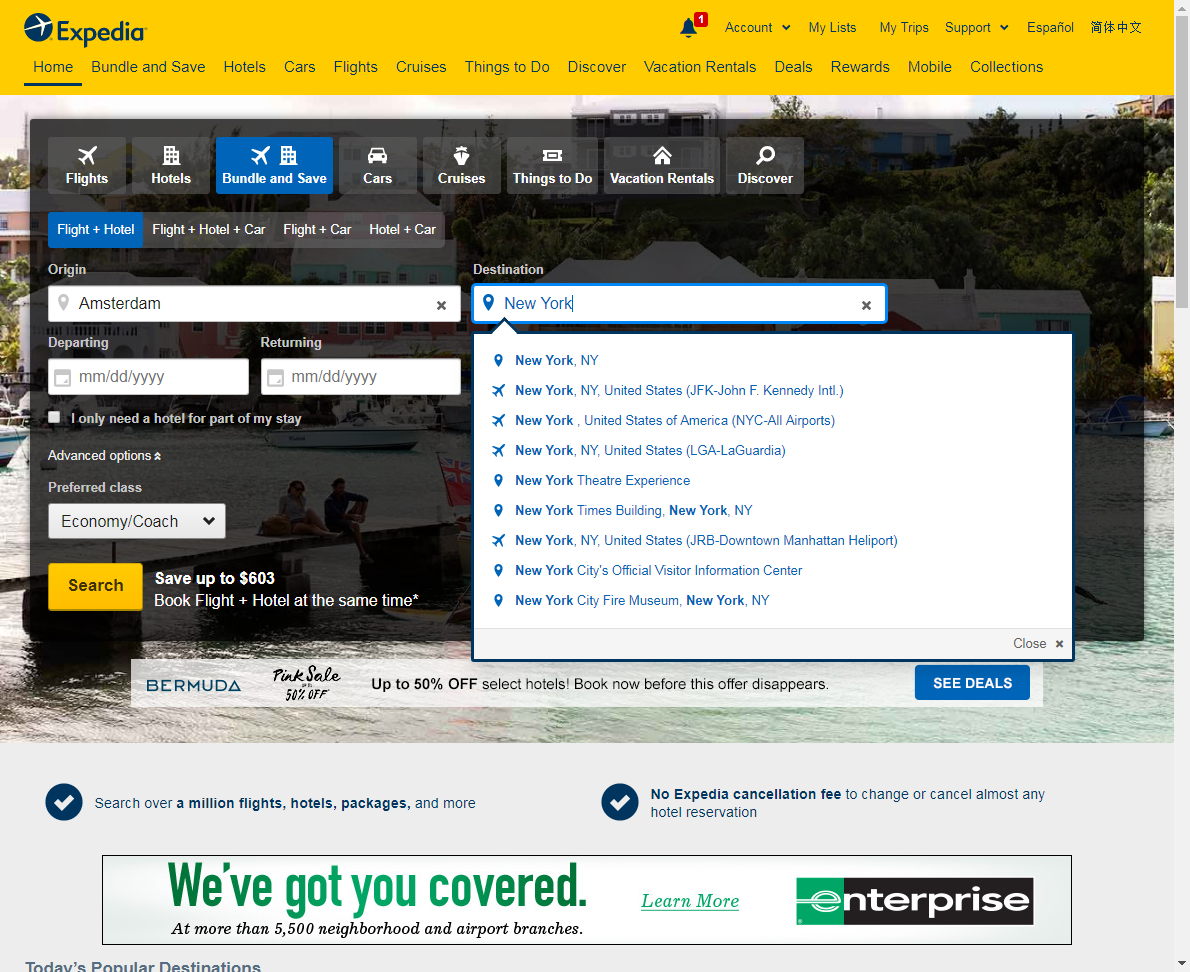 Expedia
1
Account
My Lists
My Trips
Support
Español
简体中文
Home
Bundle and Save
Hotels
Cars
Flights
Cruises
Things to Do
Discover
Vacation Rentals
Deals
Rewards
Mobile
Collections
Flights
Hotels
Bundle and Save
Cars
Cruises
Things to Do
Vacation Rentals
Discover
Flight + Hotel
Flight + Hotel + Car
Flight + Car
Hotel + Car
Origin
Destination
Amsterdam
New York
Departing
Returning
mm/dd/yyyy
mm/dd/yyyy
I only need a hotel for part of my stay
Advanced options
Preferred class
Economy/Coach
Search
Save up to $603
Book Flight + Hotel at the same time*
New York, NY
New York, NY, United States (JFK-John F. Kennedy Intl.)
New York , United States of America (NYC-All Airports)
New York, NY, United States (LGA-LaGuardia)
New York Theatre Experience
New York Times Building, New York, NY
New York, NY, United States (JRB-Downtown Manhattan Heliport)
New York City's Official Visitor Information Center
New York City Fire Museum, New York, NY
Close
BERMUDA
Pink Sale
UP TO
50% OFF
Up to 50% OFF select hotels! Book now before this offer disappears.
SEE DEALS
Search over a million flights, hotels, packages, and more
No Expedia cancellation fee to change or cancel almost any
hotel reservation
We've got you covered.
At more than 5,500 neighborhood and airport branches.
Learn More
enterprise
Today's Popular Destinations